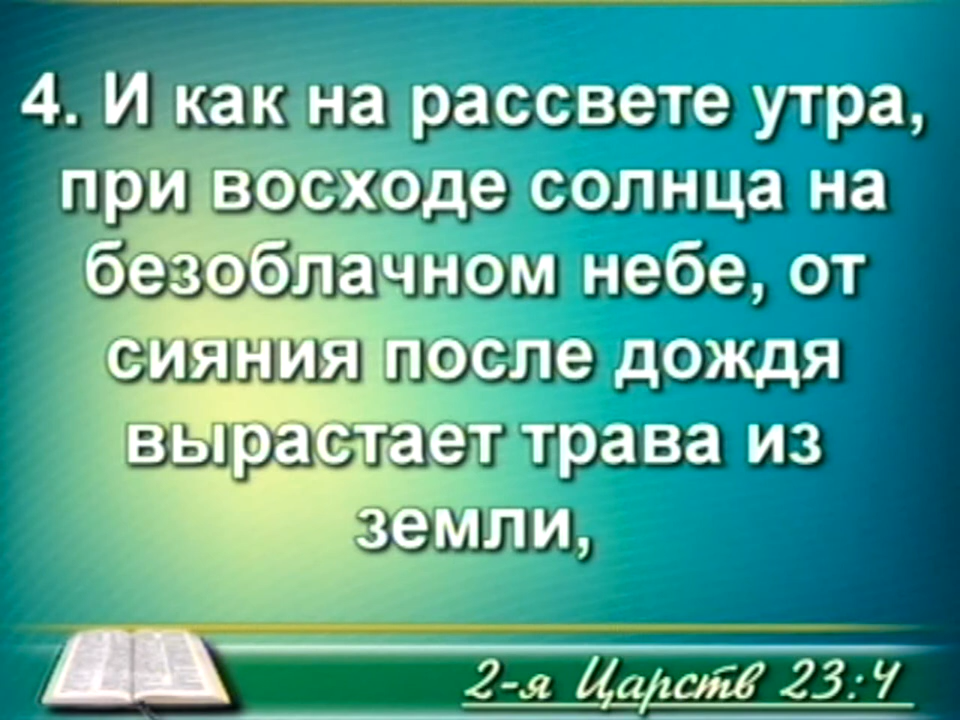 4. И как на рассвете утра,
при восходе солнца на
безоблачном небе, от
сияния после дождя
вырастает трава из
земли,
2-я Царств 23:4